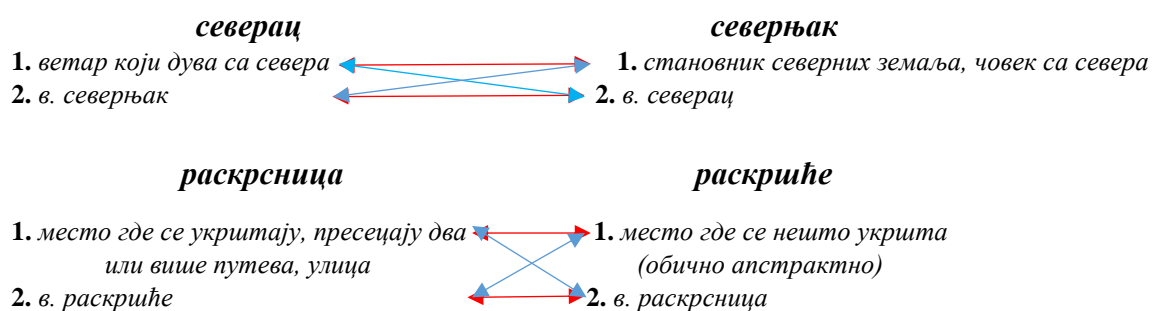 северац северњак
1. ветар који дува са севера 1. становник северних земаља, човек са севера
2. в. северњак 2. в. северац
раскрсница раскршће
1. место где се укрштају, пресецају два 1. место где се нешто укршта
или више путева, улица (обично апстрактно)
2. в. раскршће 2. в. раскрсница